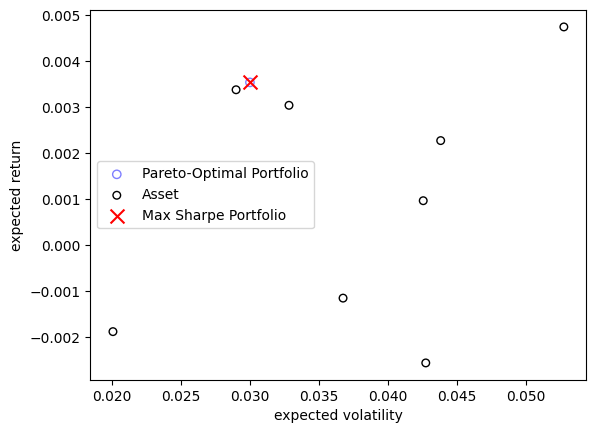 0.005
0.004
0.003
0.002
0.001
0.000
−0.001
−0.002
expected return
Pareto-Optimal Portfolio
Asset
Max Sharpe Portfolio
0.020 0.025 0.030 0.035 0.040 0.045 0.050
expected volatility